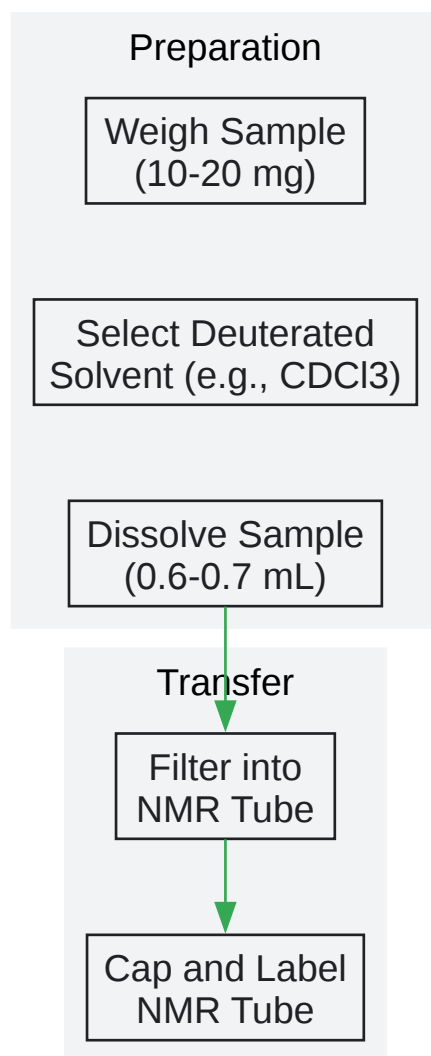 Preparation
Weigh Sample
(10-20 mg)
Select Deuterated
Solvent (e.g., CDCl3)
Dissolve Sample
(0.6-0.7 mL)
Transfer
Filter into
NMR Tube
Cap and Label
NMR Tube